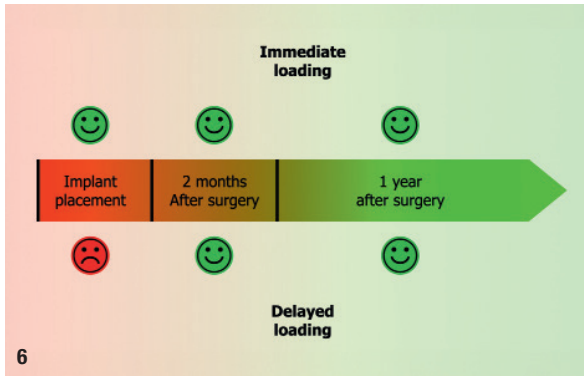 Immediate
loading
Implant
placement
2 months
After surgery
1 year
after surgery
Delayed
loading
6